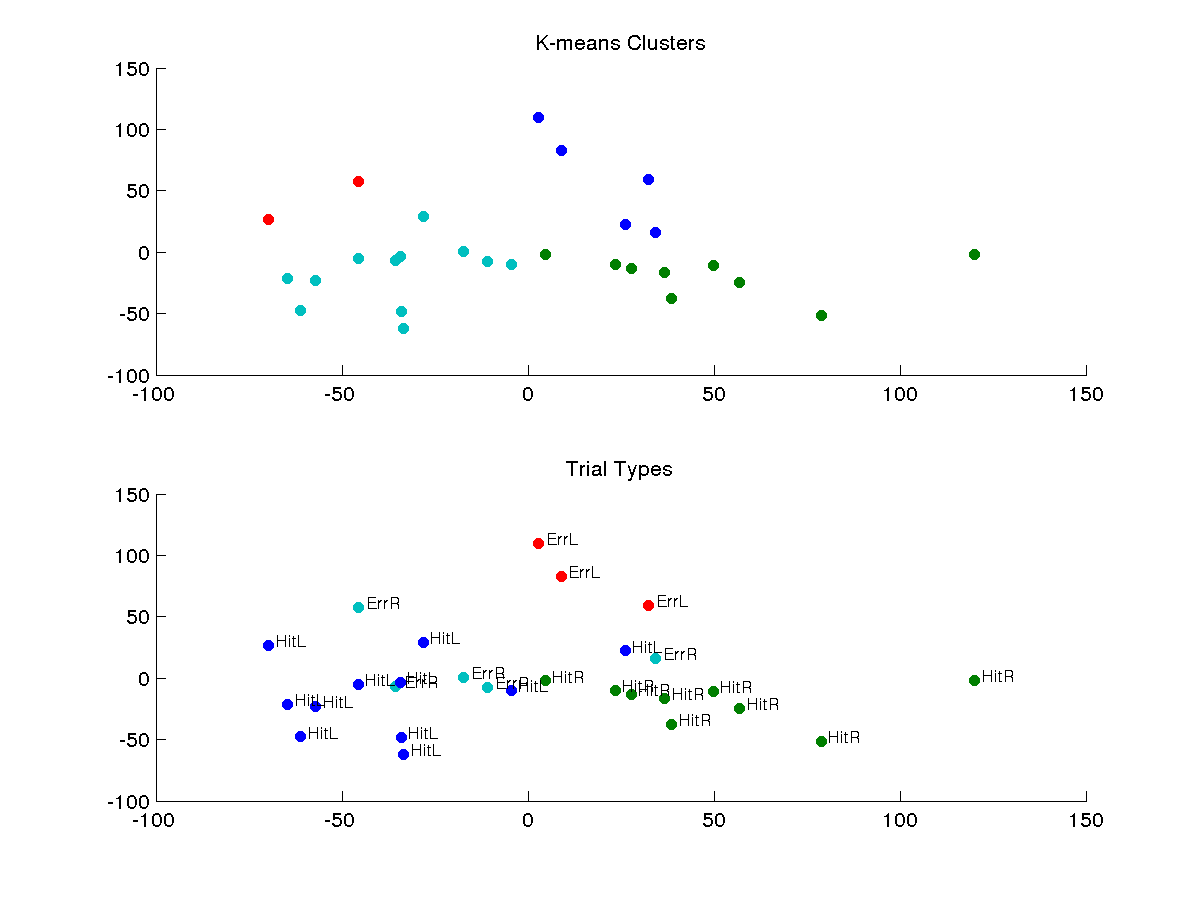 K-means Clusters
150
100
50
0
-50
-100
-100 -50 0 50 100 150
Trial Types
150
100
50
0
-50
-100
ErrL
ErrL
ErrR ErrL
HitL HitL HitL ErrR
HitL ErrR HitL ErrR ErrR HitL HitR HitR HitR HitR HitR HitR
HitL HitL HitR
HitR
HitL HitL HitR
HitL
-100 -50 0 50 100 150